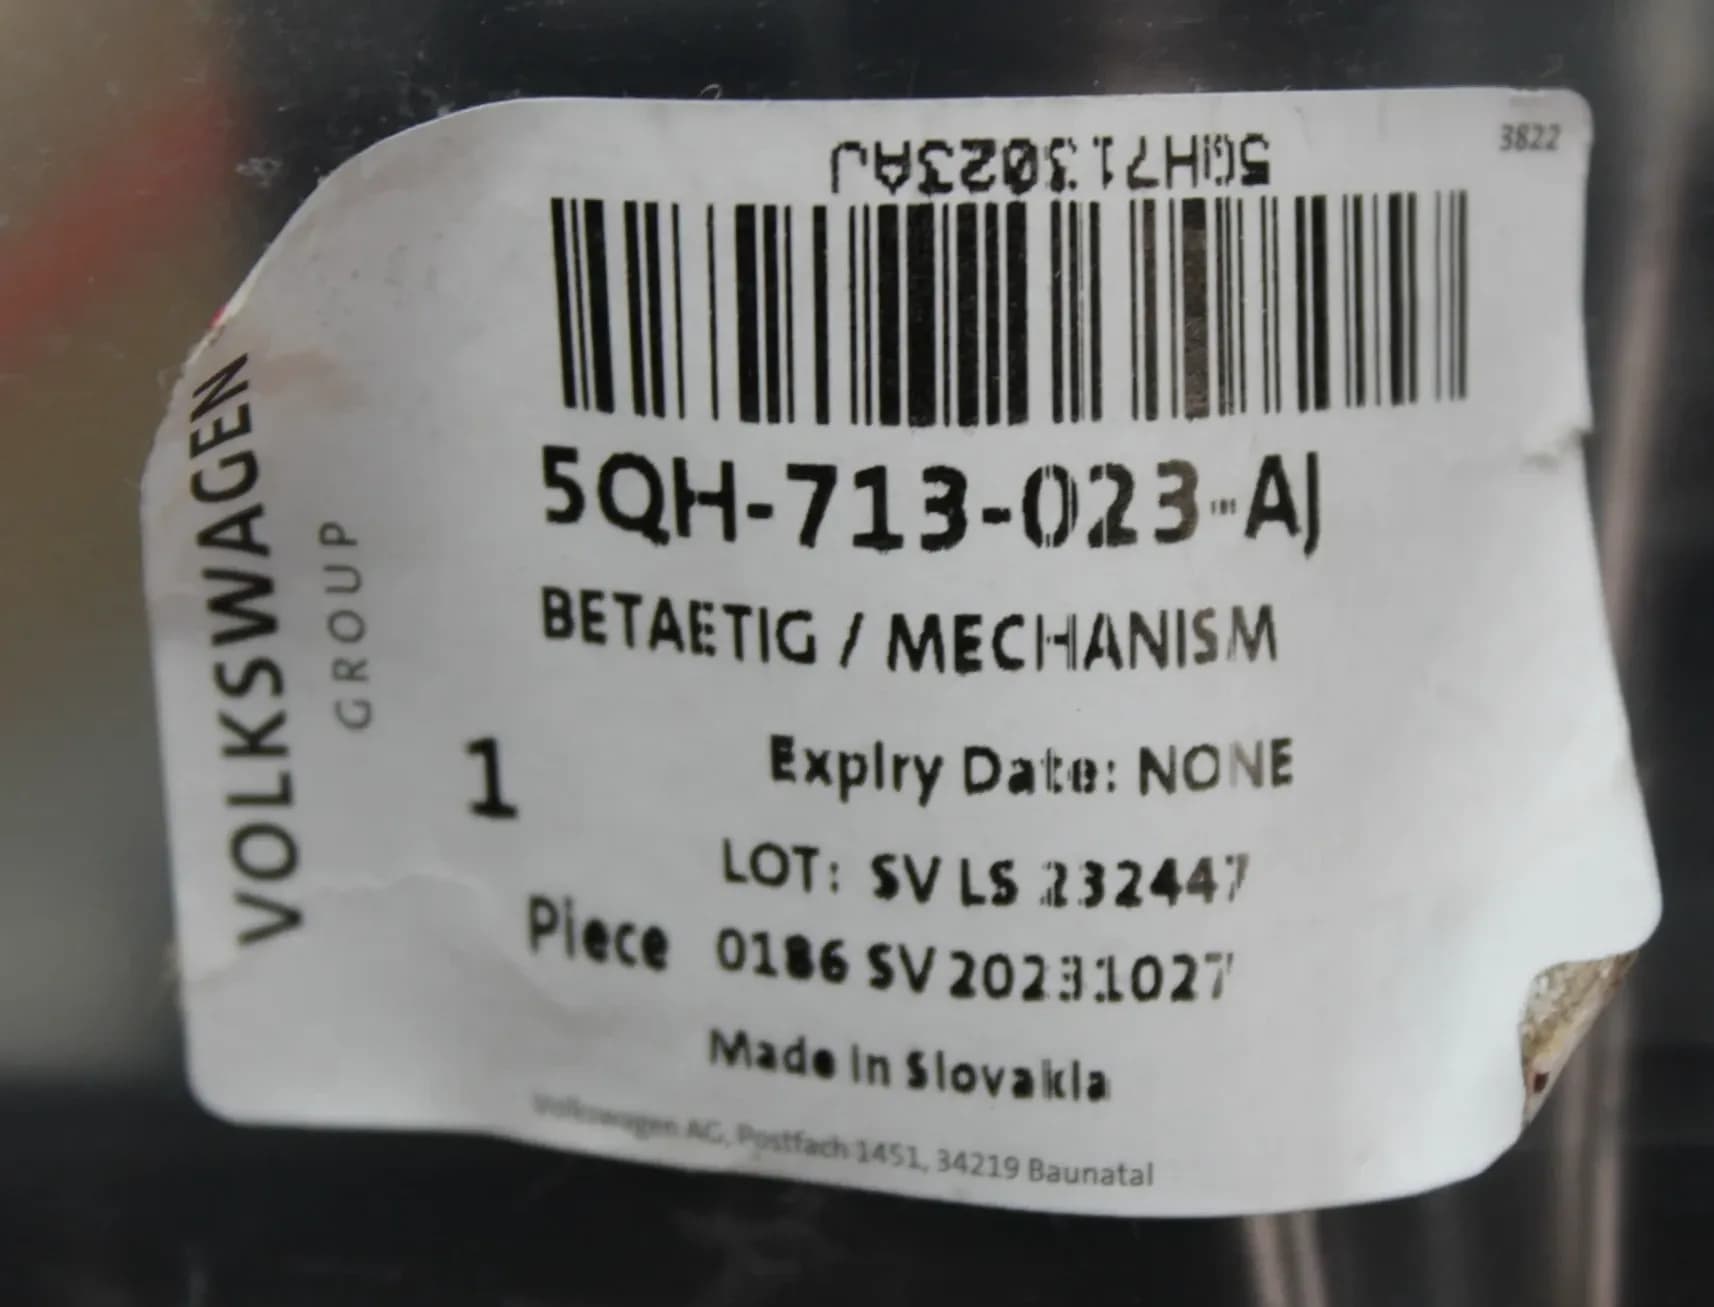 3822
5QH713023AJ
5QH-713-023-AJ
BETAETIG / MECHANISM
1
Expiry Date: NONE
LOT: SV LS 232447
Piece 0186 SV 20231027
Made in Slovakia
Volkswagen AG, Postfach 1451, 34219 Baunatal
VOLKSWAGEN
GROUP